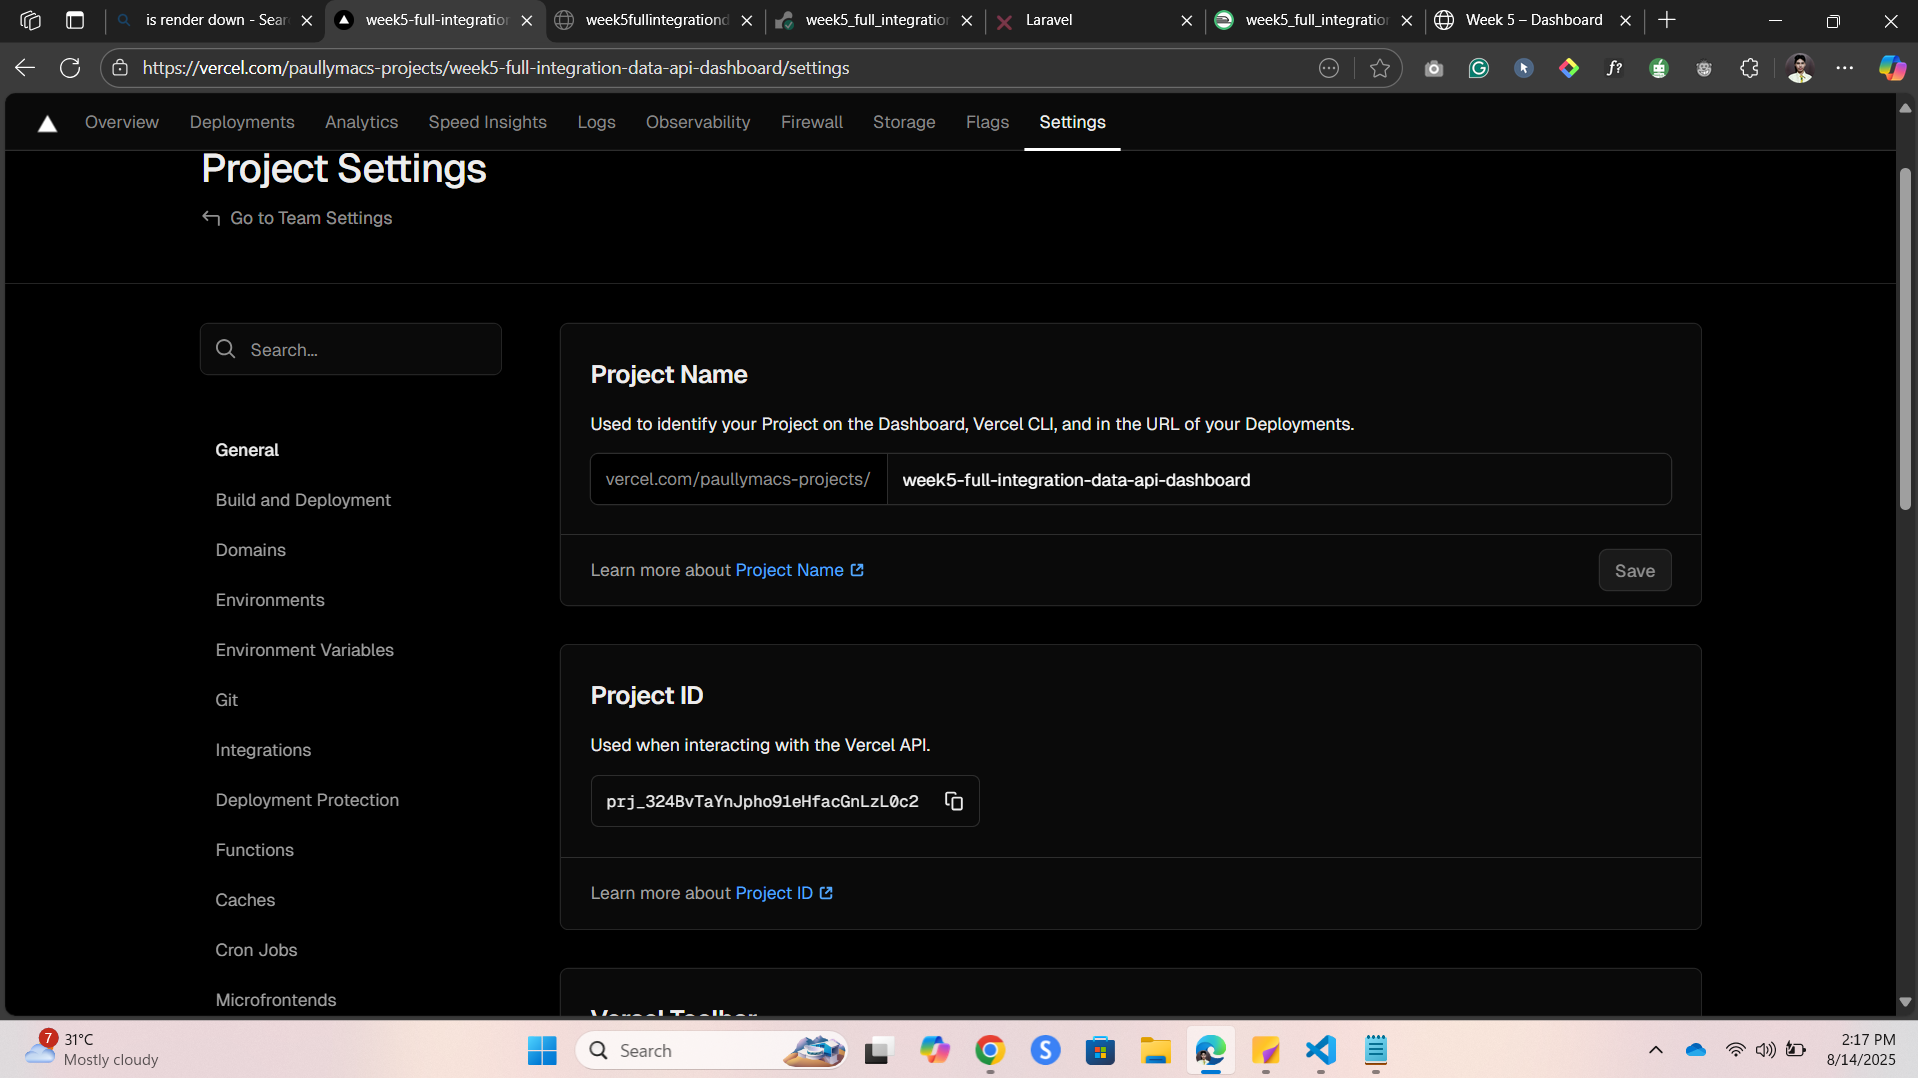 is render down - Sear
week5-full-integration
week5fullintegrationd
week5_full_integration
Laravel
week5_full_integration
Week 5 – Dashboard
https://vercel.com/paullymacs-projects/week5-full-integration-data-api-dashboard/settings
Overview
Deployments
Analytics
Speed Insights
Logs
Observability
Firewall
Storage
Flags
Settings
Project Settings
Go to Team Settings
Search...
General
Build and Deployment
Domains
Environments
Environment Variables
Git
Integrations
Deployment Protection
Functions
Caches
Cron Jobs
Microfrontends
Project Name
Used to identify your Project on the Dashboard, Vercel CLI, and in the URL of your Deployments.
vercel.com/paullymacs-projects/
week5-full-integration-data-api-dashboard
Learn more about Project Name
Save
Project ID
Used when interacting with the Vercel API.
prj_324BvTaYnJpho91eHfacGnLzL0c2
Learn more about Project ID
Vercel Toolbar
7
31°C
Mostly cloudy
Search
2:17 PM
8/14/2025